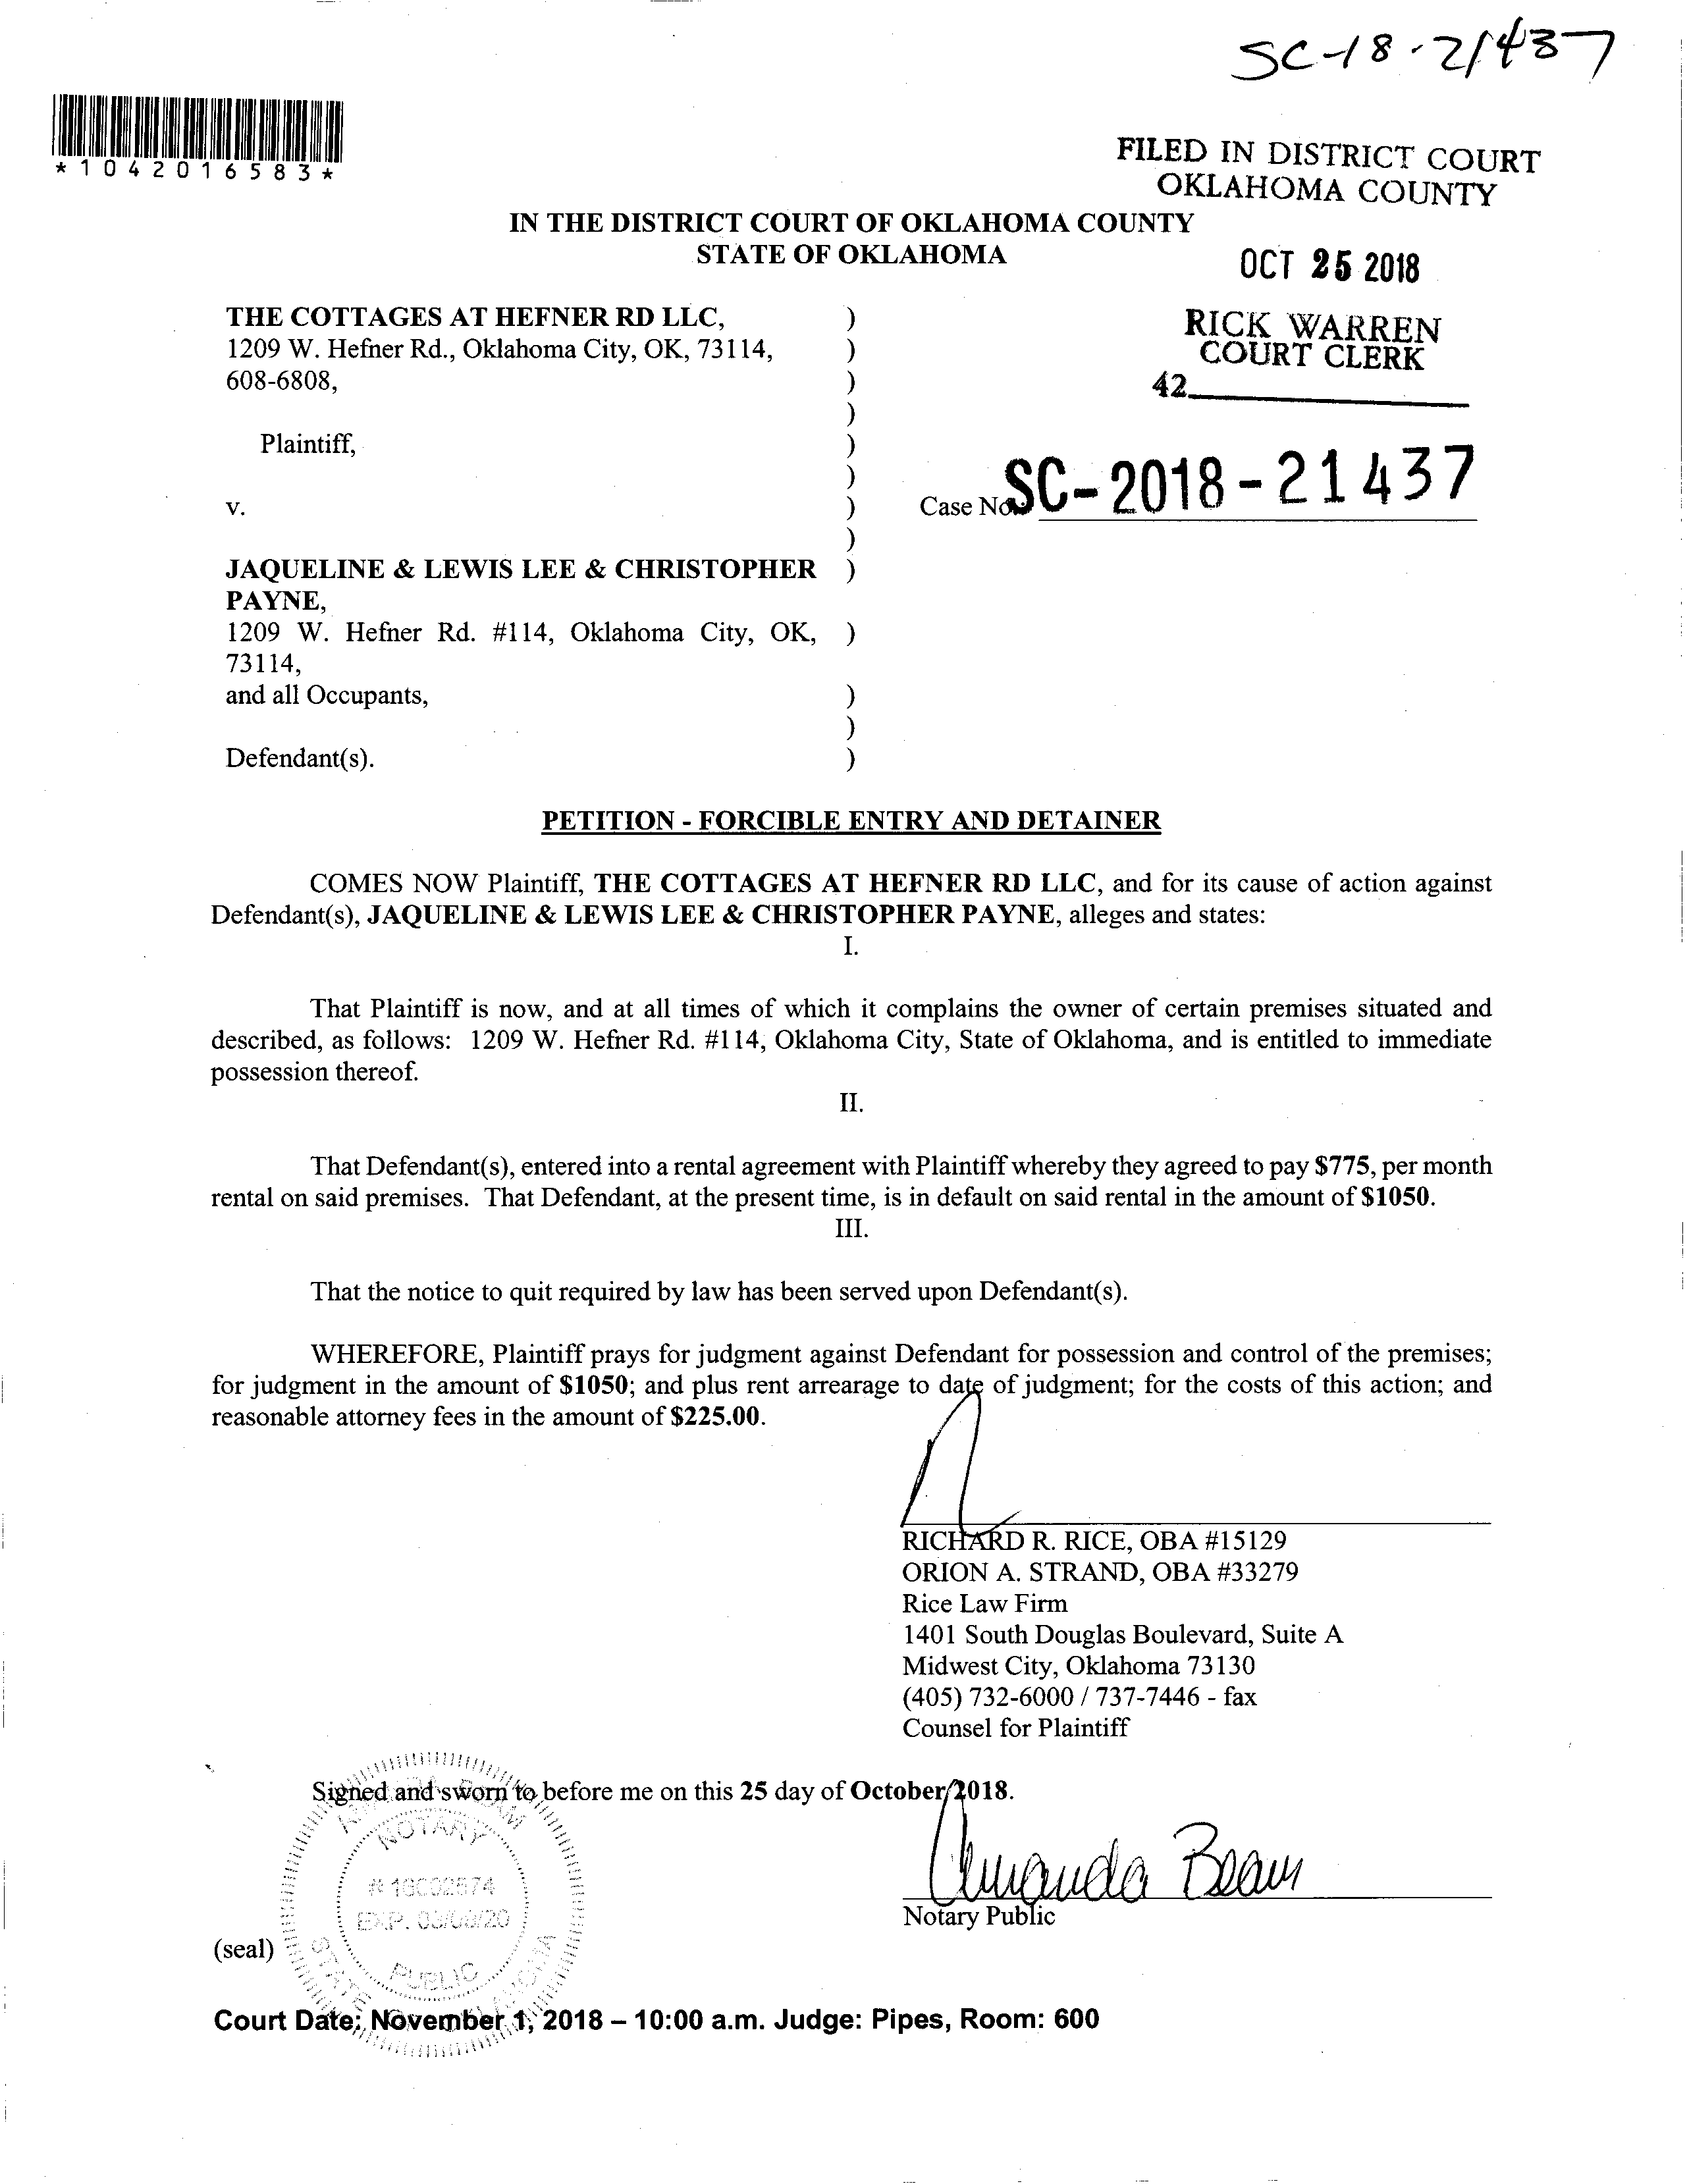 SC-18-21437
*1042016583*
FILED IN DISTRICT COURT
OKLAHOMA COUNTY
IN THE DISTRICT COURT OF OKLAHOMA COUNTY
STATE OF OKLAHOMA
OCT 25 2018
THE COTTAGES AT HEFNER RD LLC, )
1209 W. Hefner Rd., Oklahoma City, OK, 73114, )
608-6808, )
)
RICK WARREN
COURT CLERK
42
Plaintiff, )
)
v. )
)
Case No. SC-2018-21437
JAQUELINE & LEWIS LEE & CHRISTOPHER )
PAYNE,
1209 W. Hefner Rd. #114, Oklahoma City, OK, )
73114,
and all Occupants, )
)
Defendant(s). )
PETITION - FORCIBLE ENTRY AND DETAINER
COMES NOW Plaintiff, THE COTTAGES AT HEFNER RD LLC, and for its cause of action against
Defendant(s), JAQUELINE & LEWIS LEE & CHRISTOPHER PAYNE, alleges and states:
I.
That Plaintiff is now, and at all times of which it complains the owner of certain premises situated and
described, as follows: 1209 W. Hefner Rd. #114, Oklahoma City, State of Oklahoma, and is entitled to immediate
possession thereof.
II.
That Defendant(s), entered into a rental agreement with Plaintiff whereby they agreed to pay $775, per month
rental on said premises. That Defendant, at the present time, is in default on said rental in the amount of $1050.
III.
That the notice to quit required by law has been served upon Defendant(s).
WHEREFORE, Plaintiff prays for judgment against Defendant for possession and control of the premises;
for judgment in the amount of $1050; and plus rent arrearage to date of judgment; for the costs of this action; and
reasonable attorney fees in the amount of $225.00.
RICHARD R. RICE, OBA #15129
ORION A. STRAND, OBA #33279
Rice Law Firm
1401 South Douglas Boulevard, Suite A
Midwest City, Oklahoma 73130
(405) 732-6000 / 737-7446 - fax
Counsel for Plaintiff
Signed and sworn to before me on this 25 day of October 2018.
NOTARY
EXP.
PUBLIC
STATE
Amanda Beam
Notary Public
(seal)
Court Date: November 1, 2018 – 10:00 a.m. Judge: Pipes, Room: 600